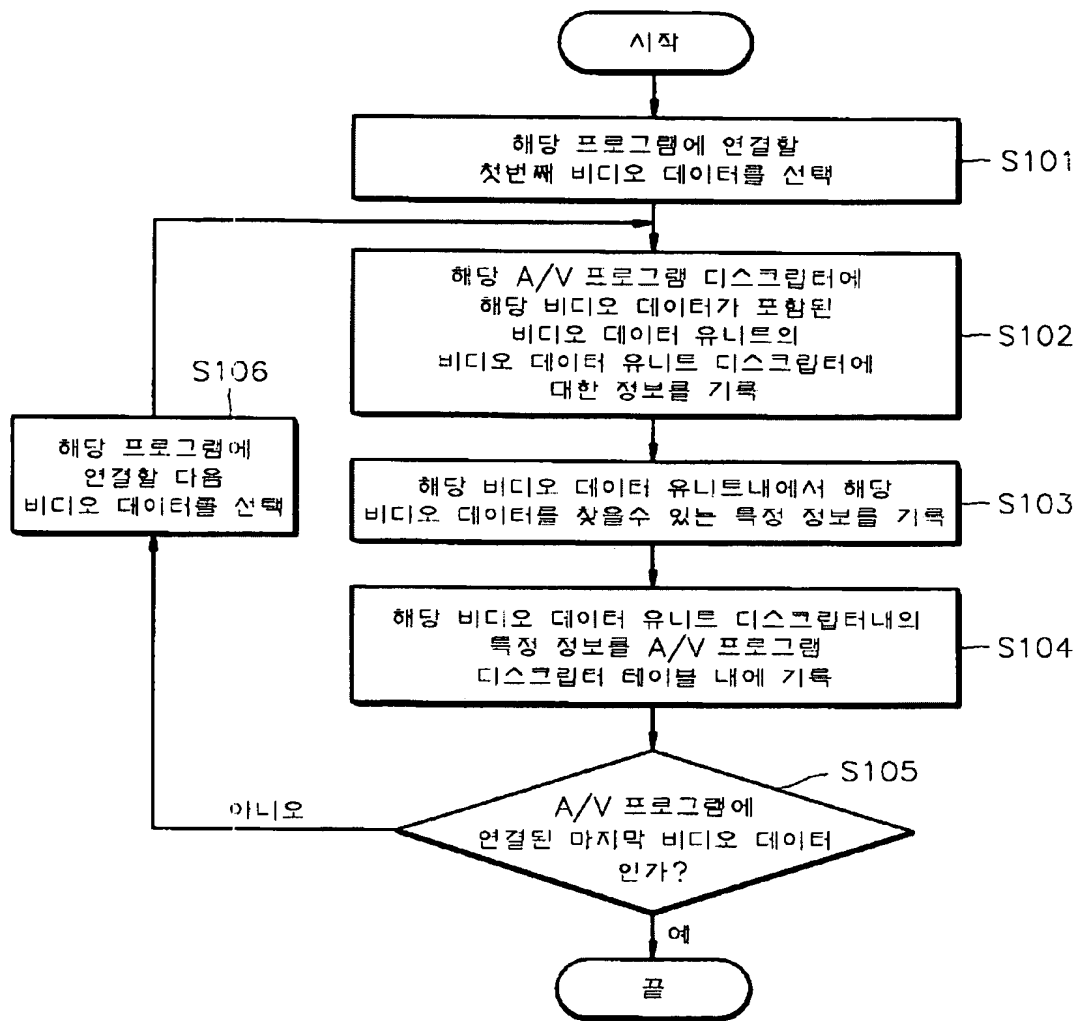 시작
해당 프로그램에 연결할
첫번째 비디오 데이터를 선택
S101
해당 A/V 프로그램 디스크립터에
해당 비디오 데이터가 포함된
비디오 데이터 유니트의
비디오 데이터 유니트 디스크립터에
대한 정보를 기록
S102
S106
해당 프로그램에
연결할 다음
비디오 데이터를 선택
해당 비디오 데이터 유니트내에서 해당
비디오 데이터를 찾을수 있는 특정 정보를 기록
S103
해당 비디오 데이터 유니트 디스크립터내의
특정 정보를 A/V 프로그램
디스크립터 테이블 내에 기록
S104
S105
A/V 프로그램에
연결된 마지막 비디오 데이터
인가?
아니오
예
끝